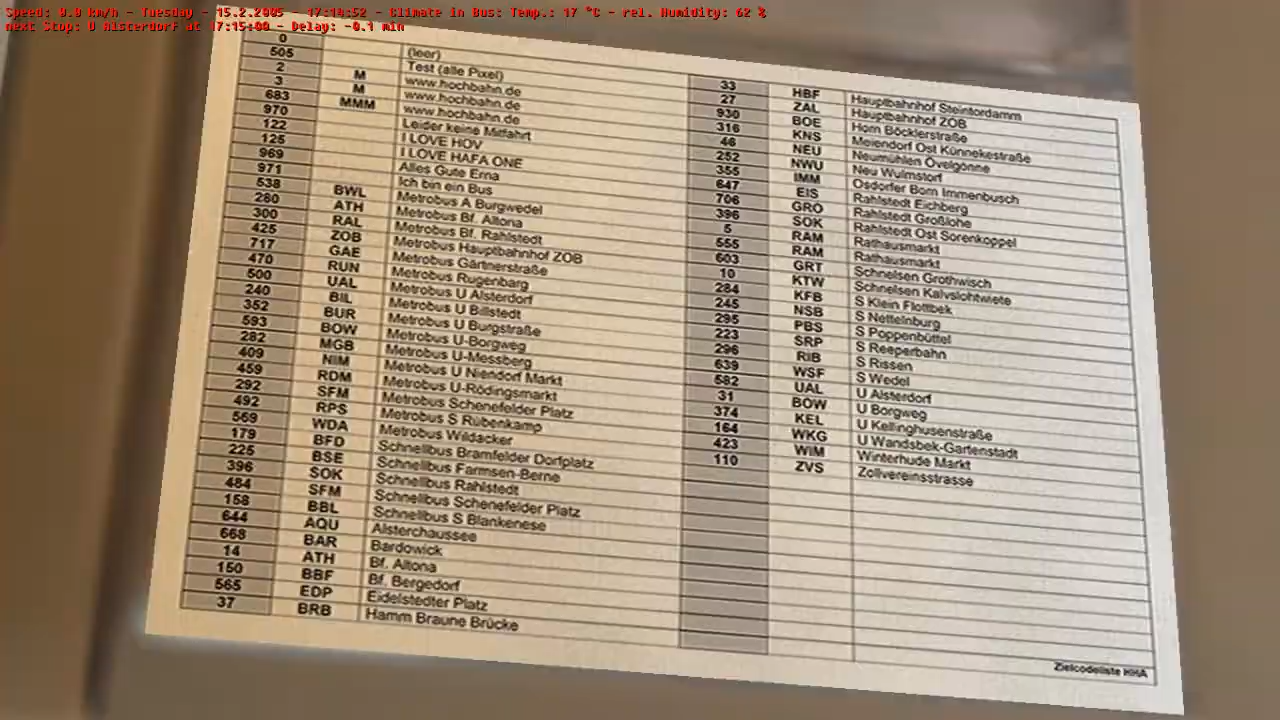 Speed: 0.0 km/h - Tuesday - 15.2.2005 - 17:14:52 - Climate in Bus: Temp.: 17 °C - rel. Humidity: 62 %
next Stop: U Alsterdorf at 17:15:00 - Delay: -0.1 min
0 (leer)
505 Test (alle Pixel)
2 M www.hochbahn.de
3 M www.hochbahn.de
683 MMM www.hochbahn.de
970 Leider keine Mitfahrt
122 I LOVE HOV
125 I LOVE HAFA ONE
969 Alles Gute Erna
971 Ich bin ein Bus
538 BWL Metrobus A Burgwedel
280 ATH Metrobus Bf. Altona
300 RAL Metrobus Bf. Rahlstedt
425 ZOB Metrobus Hauptbahnhof ZOB
717 GAE Metrobus Gärtnerstraße
470 RUN Metrobus Rugenbarg
500 UAL Metrobus U Alsterdorf
240 BIL Metrobus U Billstedt
352 BUR Metrobus U Burgstraße
593 BOW Metrobus U-Borgweg
282 MGB Metrobus U-Messberg
409 NIM Metrobus U Niendorf Markt
459 RDM Metrobus U-Rödingsmarkt
292 SFM Metrobus Schenefelder Platz
492 RPS Metrobus S Rübenkamp
569 WDA Metrobus Wildacker
179 BFD Schnellbus Bramfelder Dorfplatz
225 BSE Schnellbus Farmsen-Berne
396 SOK Schnellbus Rahlstedt
484 SFM Schnellbus Schenefelder Platz
158 BBL Schnellbus S Blankenese
644 AQU Alsterchaussee
668 BAR Bardowick
14 ATH Bf. Altona
150 BBF Bf. Bergedorf
565 EDP Eidelstedter Platz
37 BRB Hamm Braune Brücke
33 HBF Hauptbahnhof Steintordamm
27 ZAL Hauptbahnhof ZOB
930 BOE Horn Böcklerstraße
316 KNS Meiendorf Ost Künnekestraße
46 NEU Neumühlen Övelgönne
252 NWU Neu Wulmstorf
355 IMM Osdorfer Born Immenbusch
647 EIS Rahlstedt Eichberg
706 GRO Rahlstedt Großlohe
396 SOK Rahlstedt Ost Sorenkoppel
5 RAM Rathausmarkt
555 RAM Rathausmarkt
603 GRT Schnelsen Grothwisch
10 KTW Schnelsen Kalvslohtwiete
284 KFB S Klein Flottbek
245 NSB S Nettelnburg
295 PBS S Poppenbüttel
223 SRP S Reeperbahn
296 RIB S Rissen
639 WSF S Wedel
582 UAL U Alsterdorf
31 BOW U Borgweg
374 KEL U Kellinghusenstraße
164 WKG U Wandsbek-Gartenstadt
423 WIM Winterhude Markt
110 ZVS Zollvereinsstrasse
Zielcodeliste HHA